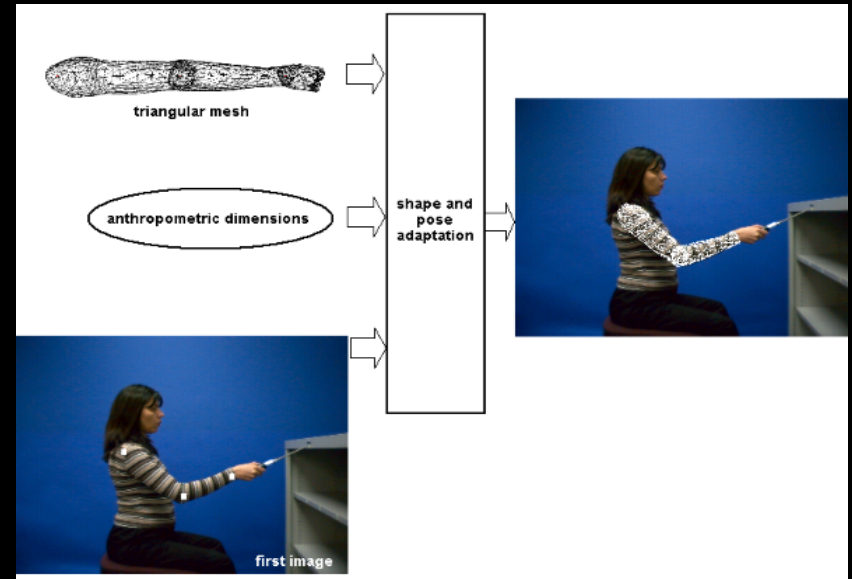 triangular mesh
anthropometric dimensions
shape and
pose
adaptation
first image